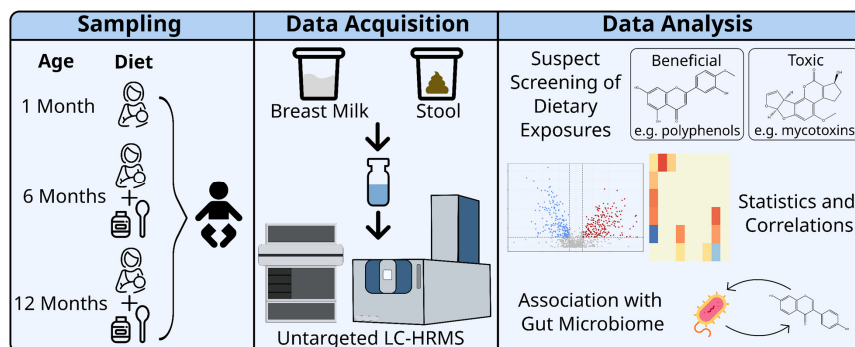 Sampling
Age Diet
1 Month
6 Months
+
12 Months
+
Data Acquisition
Breast Milk
Stool
Untargeted LC-HRMS
Data Analysis
Suspect
Screening of
Dietary
Exposures
Beneficial
e.g. polyphenols
Toxic
e.g. mycotoxins
Statistics and
Correlations
Association with
Gut Microbiome